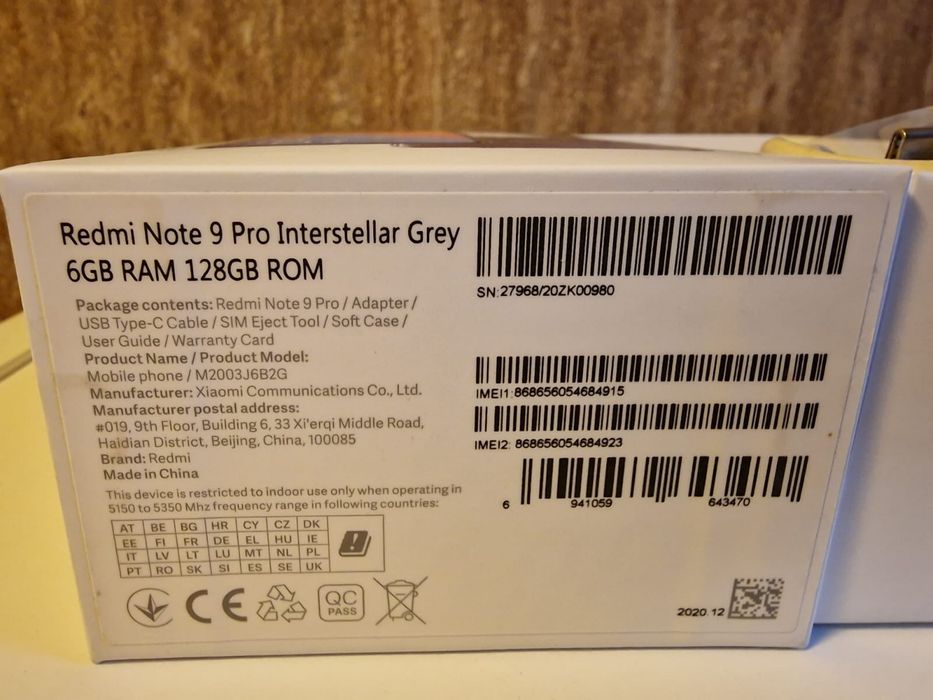 Redmi Note 9 Pro Interstellar Grey
6GB RAM 128GB ROM
Package contents: Redmi Note 9 Pro / Adapter /
USB Type-C Cable / SIM Eject Tool / Soft Case /
User Guide / Warranty Card
Product Name / Product Model:
Mobile phone / M2003J6B2G
Manufacturer: Xiaomi Communications Co., Ltd.
Manufacturer postal address:
#019, 9th Floor, Building 6, 33 Xi'erqi Middle Road,
Haidian District, Beijing, China, 100085
Brand: Redmi
Made in China
This device is restricted to indoor use only when operating in
5150 to 5350 Mhz frequency range in following countries:
AT BE BG HR CY CZ DK
EE FI FR DE EL HU IE
IT LV LT LU MT NL PL
PT RO SK SI ES SE UK
CE
QC
PASS
SN:27968/20ZK00980
IMEI1:868656054684915
IMEI2: 868656054684923
6 941059 643470
2020.12